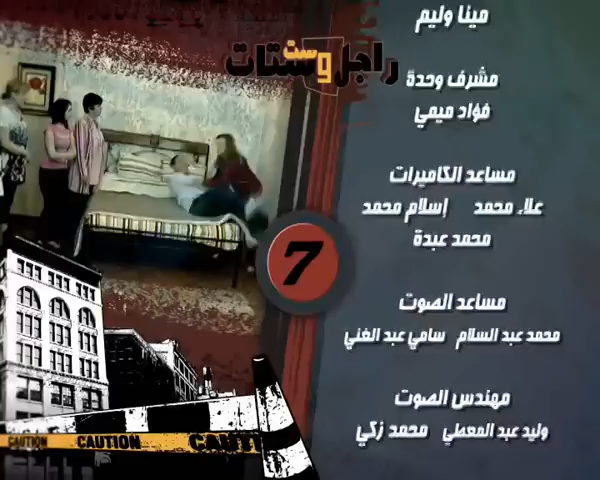 مينا وليم
راجل وست ستات
مشرف وحدة
فؤاد ميمي
مساعد الكاميرات
علاء محمد إسلام محمد
محمد عبدة
7
مساعد الصوت
محمد عبد السلام سامي عبد الغني
مهندس الصوت
وليد عبد المعطي محمد زكي
CAUTION CAUTION CAUTI